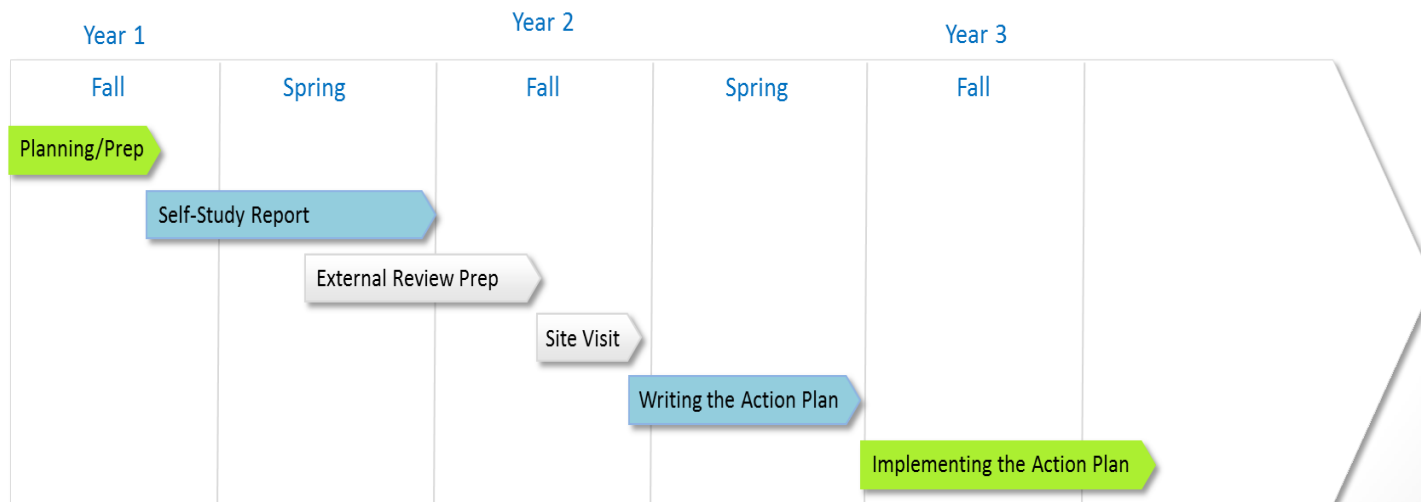 Year 1
Year 2
Year 3
Fall
Spring
Fall
Spring
Fall
Planning/Prep
Self-Study Report
External Review Prep
Site Visit
Writing the Action Plan
Implementing the Action Plan